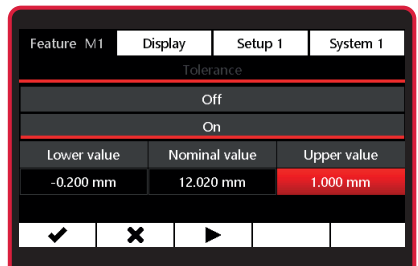 Feature M1 Display Setup 1 System 1
Tolerance
Off
On
Lower value Nominal value Upper value
-0.200 mm 12.020 mm 1.000 mm